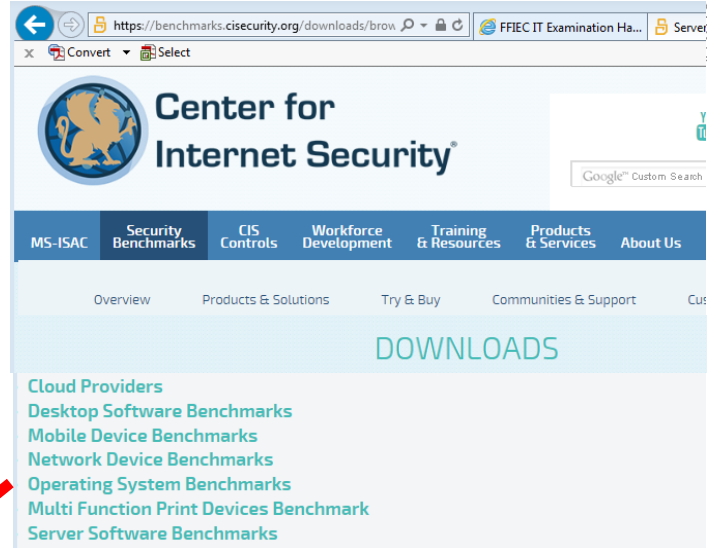 https://benchmarks.cisecurity.org/downloads/brow
FFIEC IT Examination Ha...
Server
x Convert Select
Center for
Internet Security®
Google™ Custom Search
MS-ISAC
Security Benchmarks
CIS Controls
Workforce Development
Training & Resources
Products & Services
About Us
Overview Products & Solutions Try & Buy Communities & Support Cus
DOWNLOADS
Cloud Providers
Desktop Software Benchmarks
Mobile Device Benchmarks
Network Device Benchmarks
Operating System Benchmarks
Multi Function Print Devices Benchmark
Server Software Benchmarks